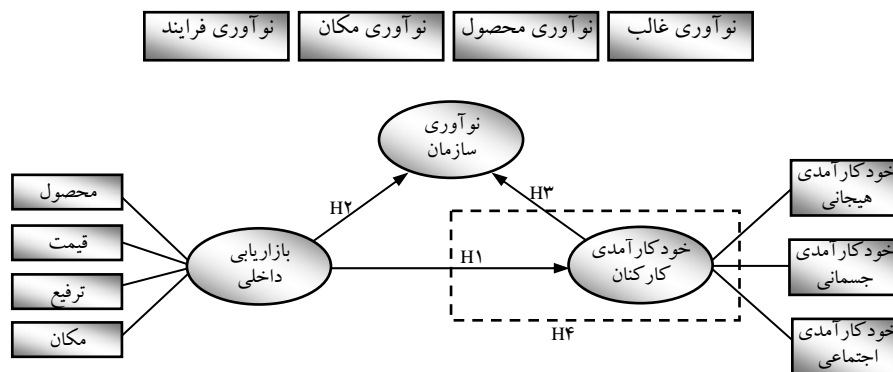 نوآوری غالب
نوآوری محصول
نوآوری مکان
نوآوری فرایند
نوآوری
سازمان
H۳
H۲
خودکارآمدی
هیجانی
خودکارآمدی
جسمانی
خودکارآمدی
اجتماعی
خودکارآمدی
کارکنان
H۱
H۴
بازاریابی
داخلی
محصول
قیمت
ترفیع
مکان